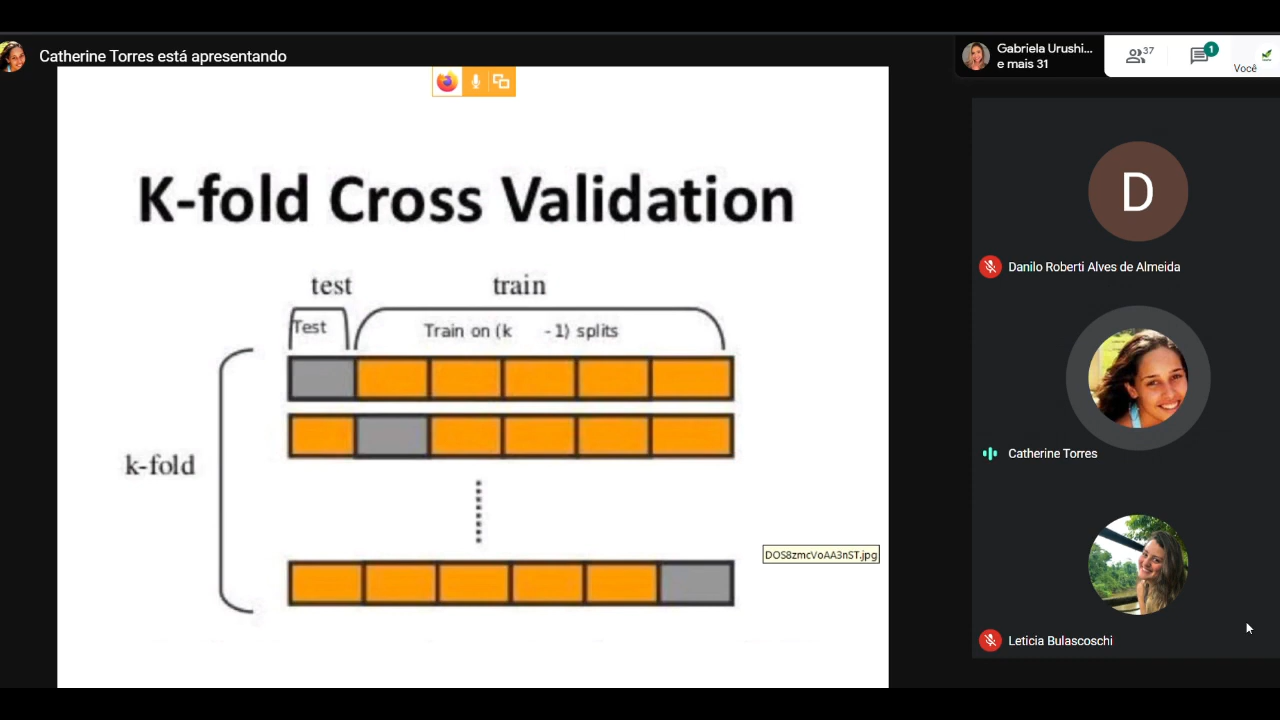 Catherine Torres está apresentando
Gabriela Urushi...
e mais 31
37
1
Você
K-fold Cross Validation
test
train
Test
Train on (k -1) splits
k-fold
DOS8zmcVoAA3nST.jpg
D
Danilo Roberti Alves de Almeida
Catherine Torres
Leticia Bulascoschi